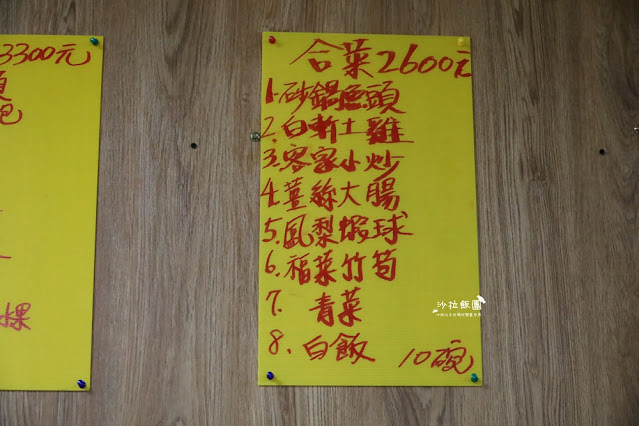 3300元
合菜2600元
1.砂鍋魚頭
2.白斬土雞
3.客家小炒
4.薑絲大腸
5.鳳梨蝦球
6.福菜竹筍
7. 青菜
8.白飯 10碗
粿
沙拉飯團